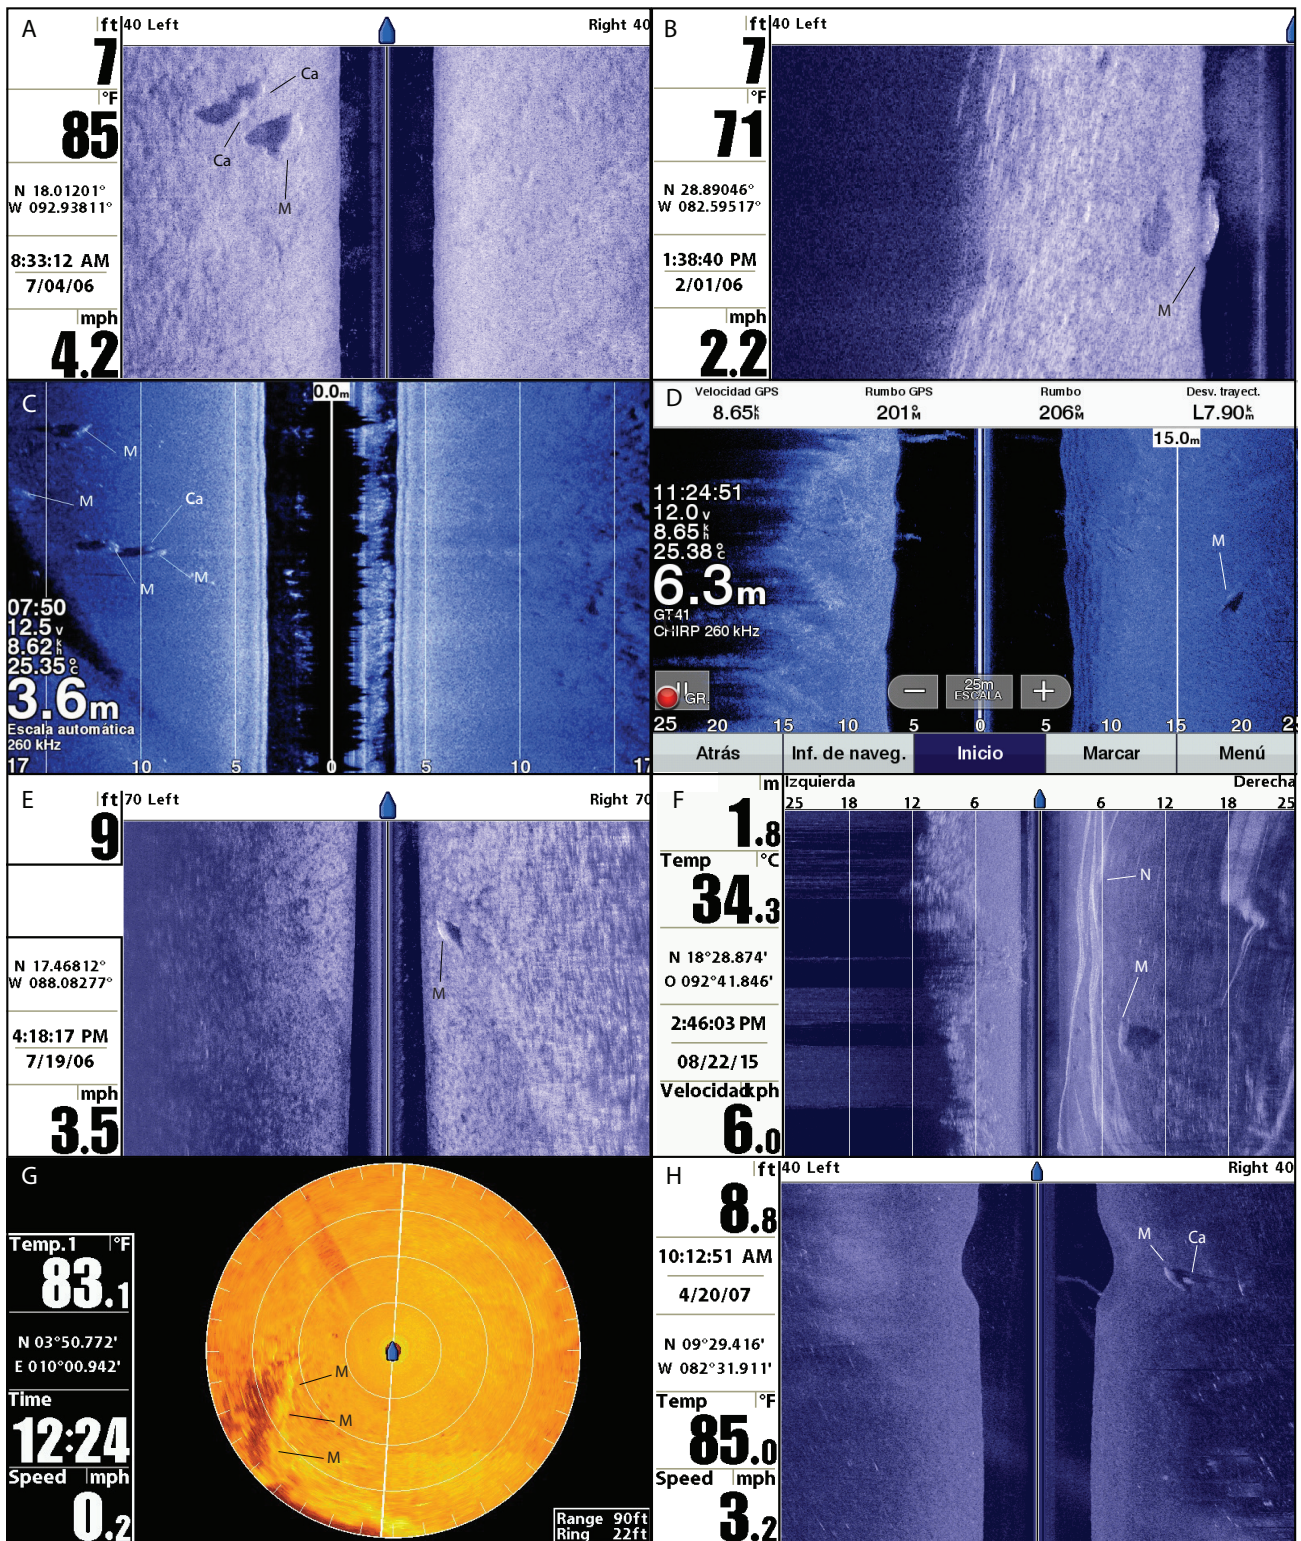 A
ft
7
°F
85
N 18.01201°
W 092.93811°
8:33:12 AM
7/04/06
mph
4.2
40 Left
Right 40
Ca
Ca
M
B
ft
7
°F
71
N 28.89046°
W 082.59517°
1:38:40 PM
2/01/06
mph
2.2
40 Left
M
C
0.0m
M
M
Ca
M
M
07:50
12.5 v
8.62 k/h
25.35 °c
3.6m
Escala automática
260 kHz
17 10 5 0 5 10 17
D
Velocidad GPS Rumbo GPS Rumbo Desv. trayect.
8.65 k/h 201°M 206°M L7.90 k/m
15.0m
11:24:51
12.0 v
8.65 k/h
25.38 °c
6.3m
GT41
CHIRP 260 kHz
M
GR.
25m
ESCALA
25 20 10 5 0 5 10 15 20 25
Atrás Inf. de naveg. Inicio Marcar Menú
E
ft
9
N 17.46812°
W 088.08277°
4:18:17 PM
7/19/06
mph
3.5
70 Left
Right 70
M
F
m
1.8
Temp °C
34.3
N 18°28.874'
O 092°41.846'
2:46:03 PM
08/22/15
Velocidad kph
6.0
Izquierda
Derecha
25 18 12 6 6 12 18 25
N
M
G
Temp.1 °F
83.1
N 03°50.772'
E 010°00.942'
Time
12:24
Speed mph
0.2
M
M
M
Range 90ft
Ring 22ft
H
ft
8.8
10:12:51 AM
4/20/07
N 09°29.416'
W 082°31.911'
Temp °F
85.0
Speed mph
3.2
40 Left
Right 40
M
Ca